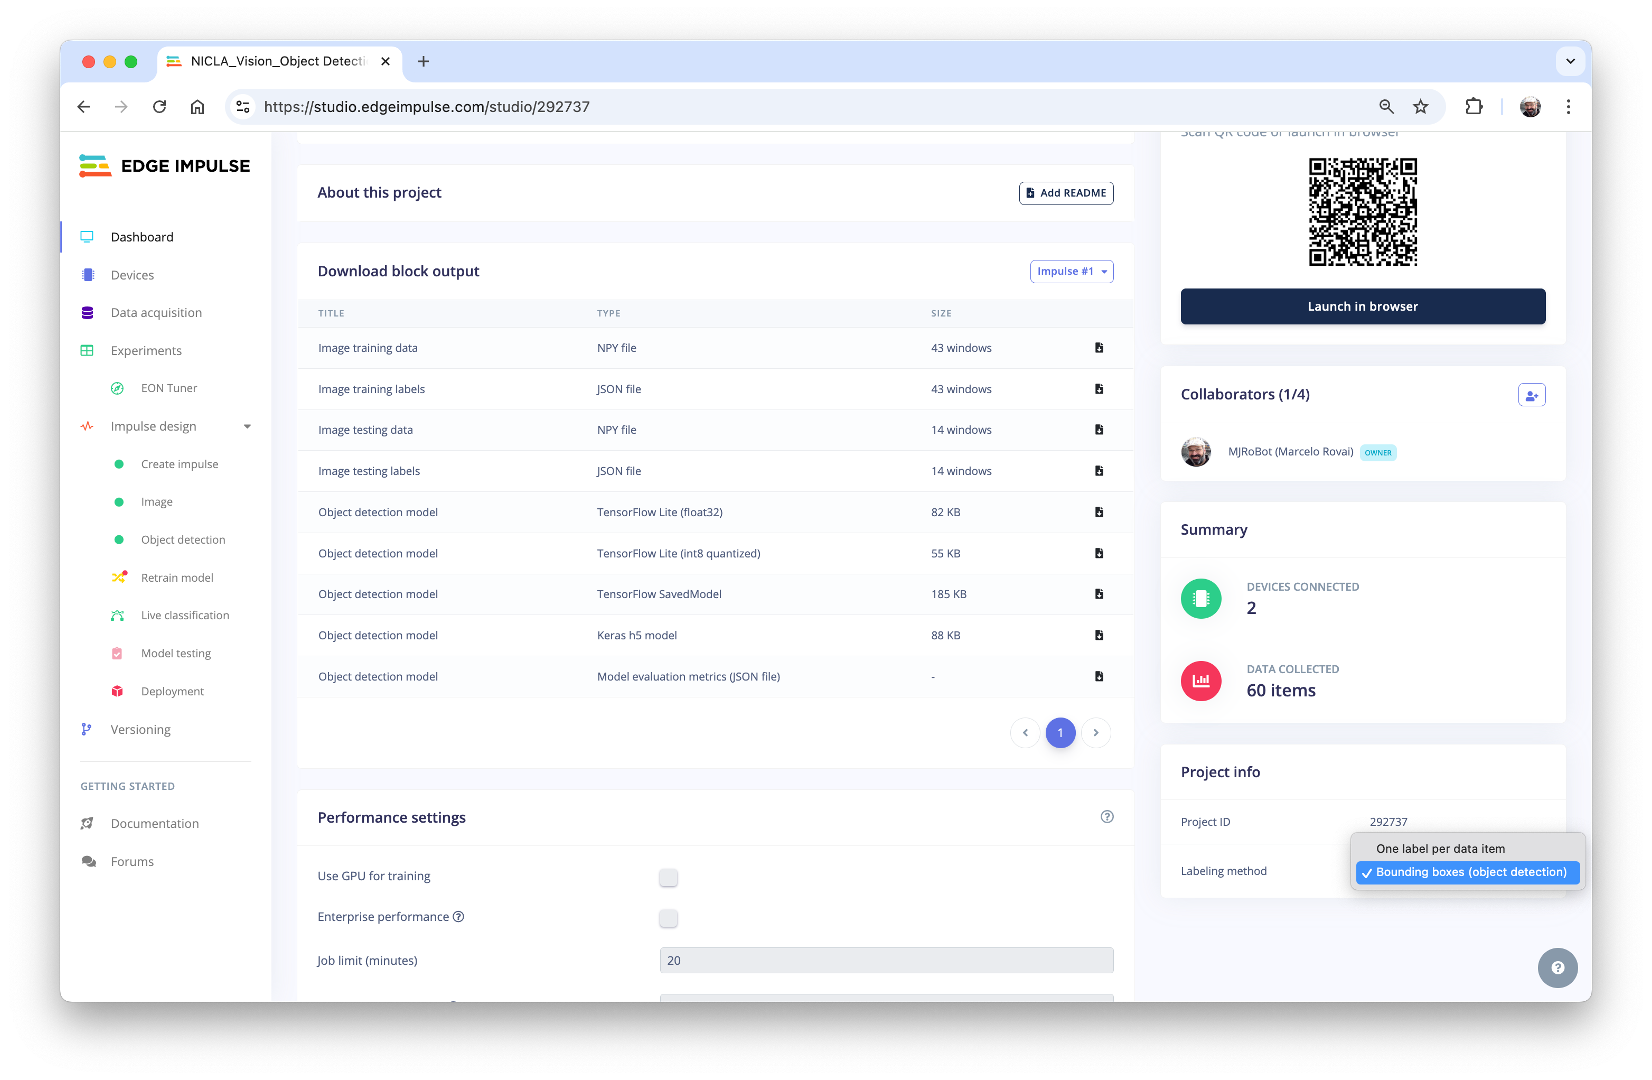 NICLA_Vision_Object Detecti
https://studio.edgeimpulse.com/studio/292737
EDGE IMPULSE
Dashboard
Devices
Data acquisition
Experiments
EON Tuner
Impulse design
Create impulse
Image
Object detection
Retrain model
Live classification
Model testing
Deployment
Versioning
GETTING STARTED
Documentation
Forums
About this project
Add README
Download block output
Impulse #1
TITLE TYPE SIZE
Image training data NPY file 43 windows
Image training labels JSON file 43 windows
Image testing data NPY file 14 windows
Image testing labels JSON file 14 windows
Object detection model TensorFlow Lite (float32) 82 KB
Object detection model TensorFlow Lite (int8 quantized) 55 KB
Object detection model TensorFlow SavedModel 185 KB
Object detection model Keras h5 model 88 KB
Object detection model Model evaluation metrics (JSON file) -
1
Performance settings
Use GPU for training
Enterprise performance
Job limit (minutes) 20
Scan QR code or launch in browser
Launch in browser
Collaborators (1/4)
MJRoBot (Marcelo Rovai) OWNER
Summary
DEVICES CONNECTED
2
DATA COLLECTED
60 items
Project info
Project ID 292737
One label per data item
Labeling method
Bounding boxes (object detection)